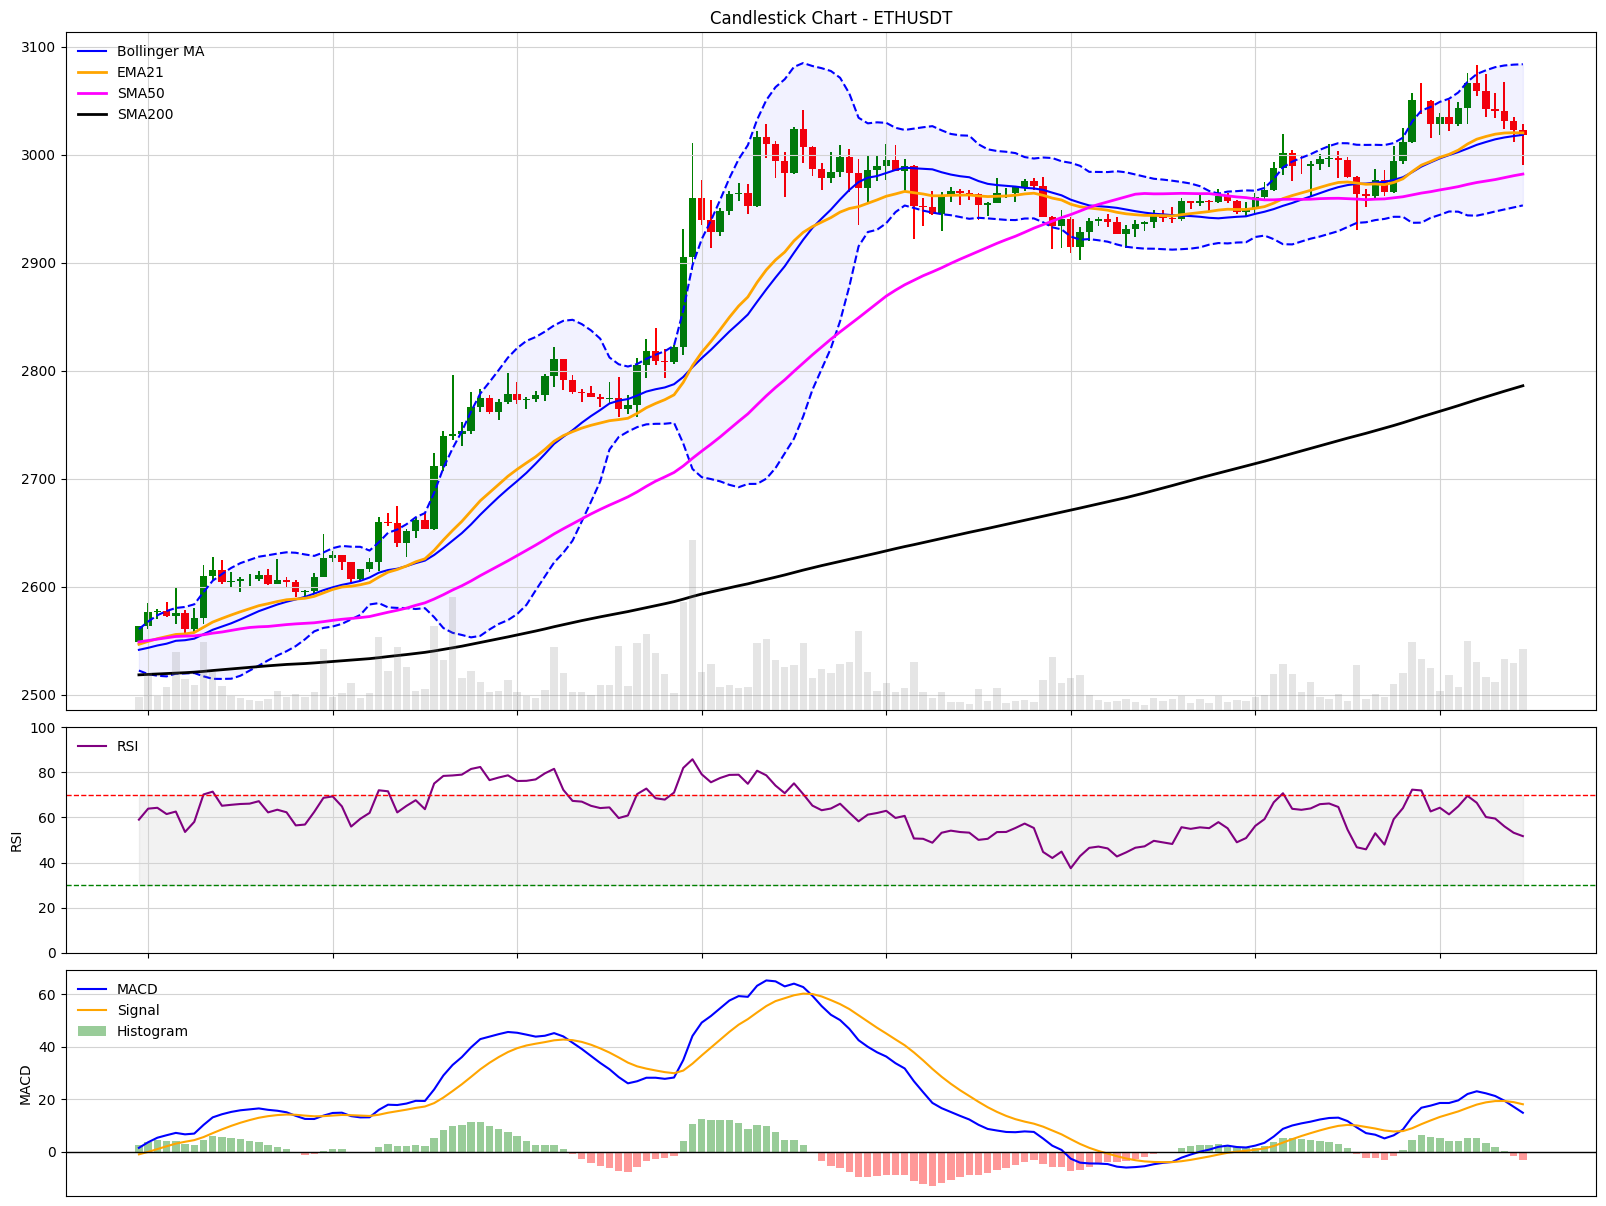 Candlestick Chart - ETHUSDT
Bollinger MA
EMA21
SMA50
SMA200
3100
3000
2900
2800
2700
2600
2500
RSI
100
80
60
40
20
0
RSI
MACD
Signal
Histogram
60
40
20
0
MACD